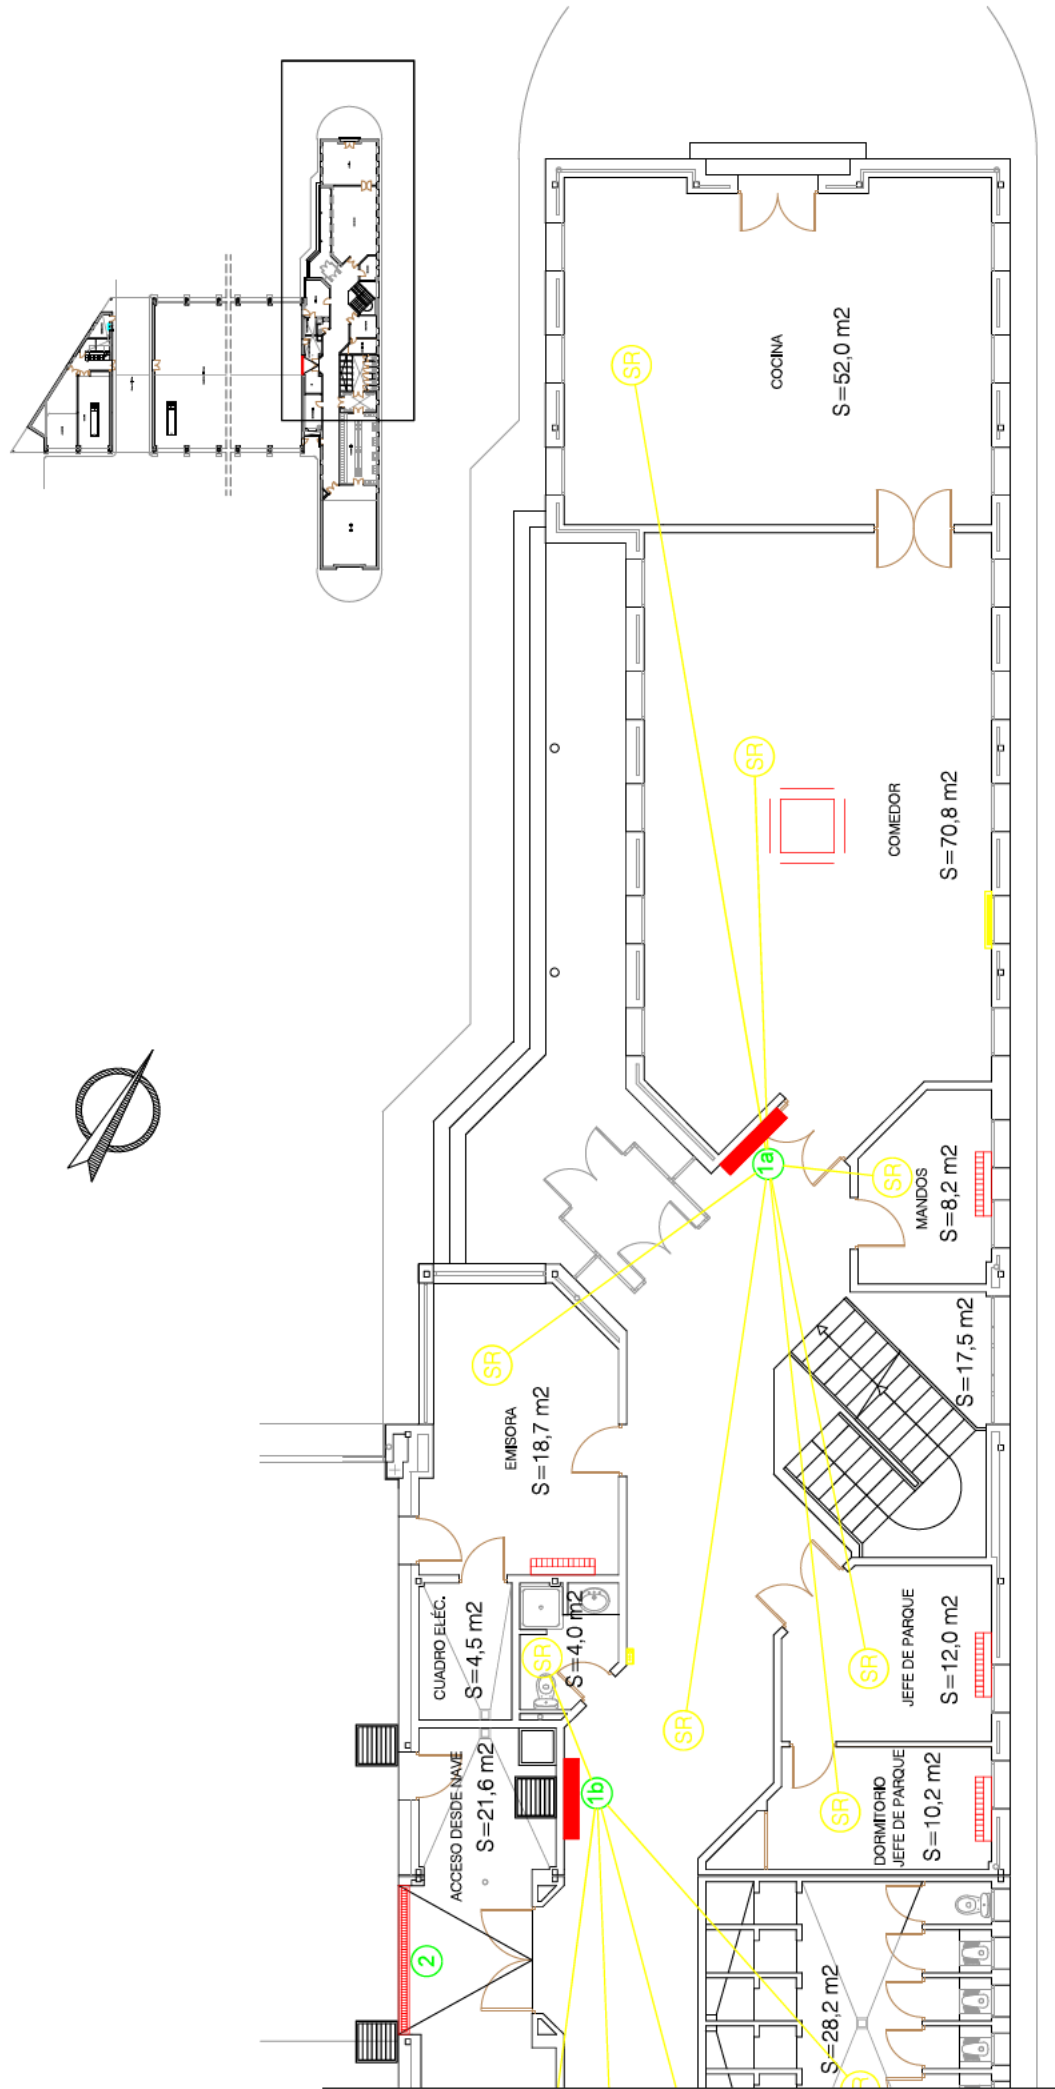 SR
COCINA
S=52,0 m2
SR
COMEDOR
S=70,8 m2
1a
SR
MANDOS
S=8,2 m2
SR
EMISORA
S=18,7 m2
S=17,5 m2
CUADRO ELÉC.
S=4,5 m2
SR
S=4,0 m2
SR
SR
JEFE DE PARQUE
S=12,0 m2
ACCESO DESDE NAVE
S=21,6 m2
1b
SR
DORMITORIO
JEFE DE PARQUE
S=10,2 m2
2
S=28,2 m2